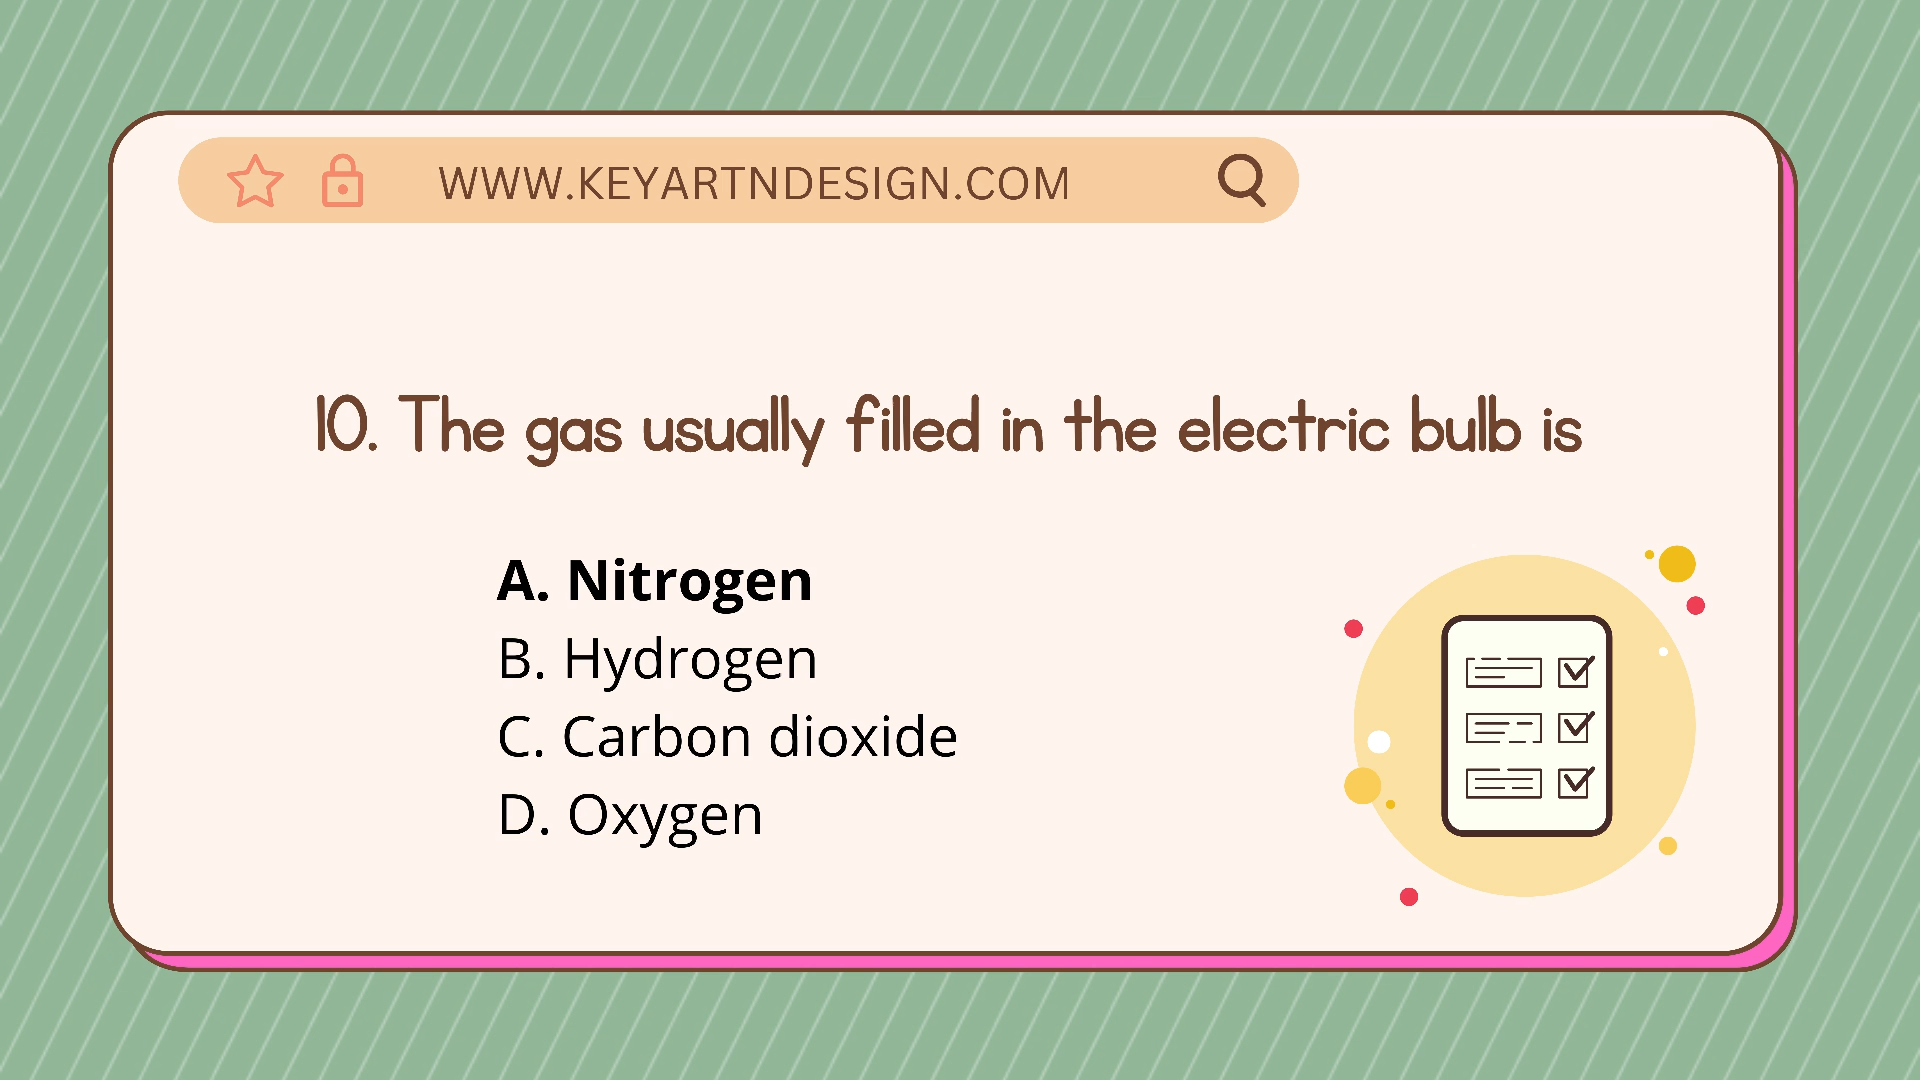 WWW.KEYARTNDESIGN.COM
10. The gas usually filled in the electric bulb is
A. Nitrogen
B. Hydrogen
C. Carbon dioxide
D. Oxygen